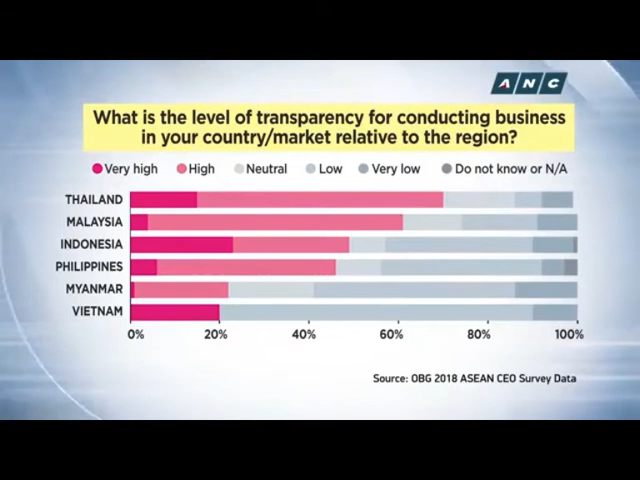 ANC
What is the level of transparency for conducting business
in your country/market relative to the region?
Very high High Neutral Low Very low Do not know or N/A
THAILAND
MALAYSIA
INDONESIA
PHILIPPINES
MYANMAR
VIETNAM
0% 20% 40% 60% 80% 100%
Source: OBG 2018 ASEAN CEO Survey Data